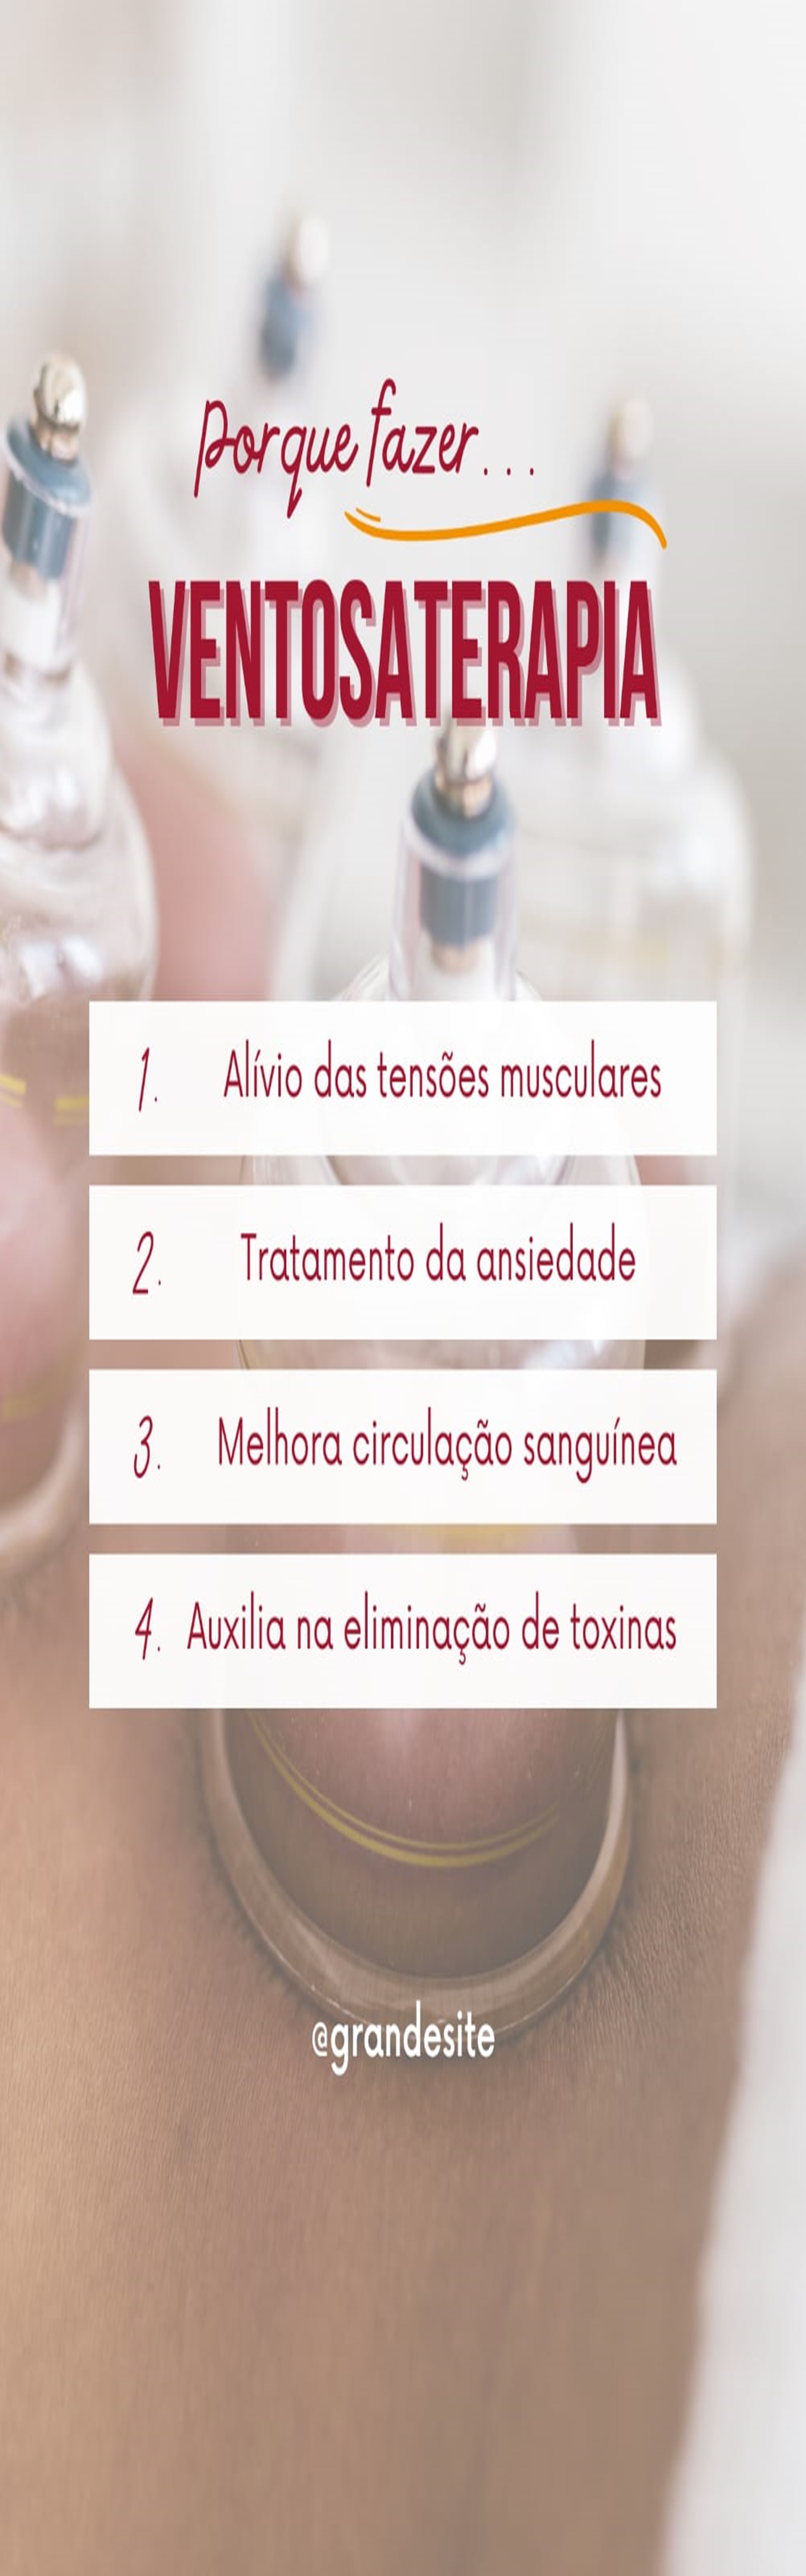 porque fazer...
VENTOSATERAPIA
1. Alívio das tensões musculares
2. Tratamento da ansiedade
3. Melhora circulação sanguínea
4. Auxilia na eliminação de toxinas
@grandesite